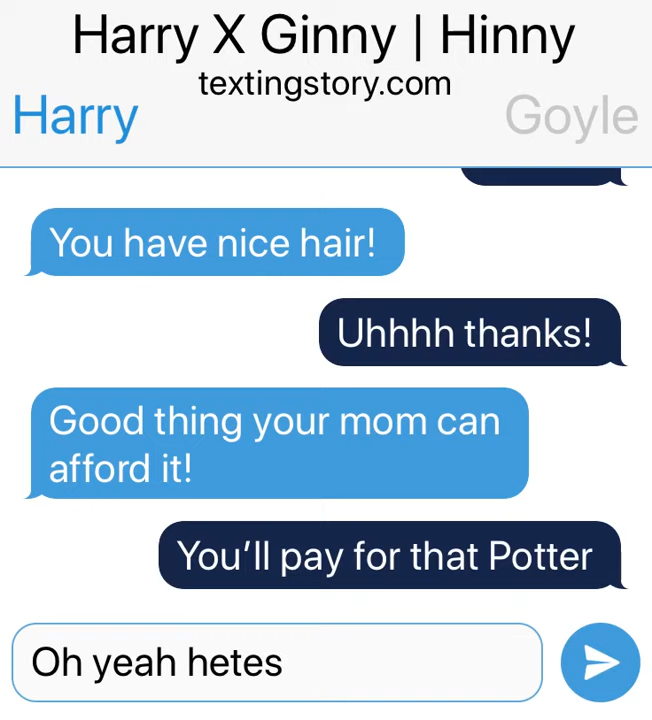 Harry X Ginny | Hinny
textingstory.com
Harry
Goyle
You have nice hair!
Uhhhh thanks!
Good thing your mom can
afford it!
You’ll pay for that Potter
Oh yeah hetes